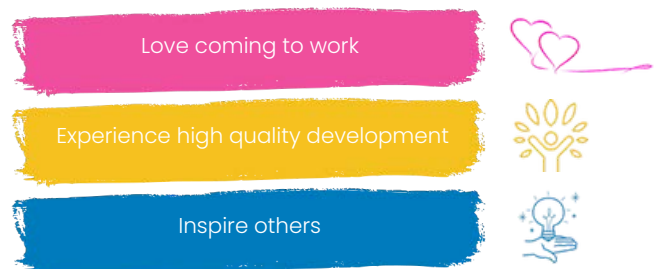 Love coming to work
Experience high quality development
Inspire others